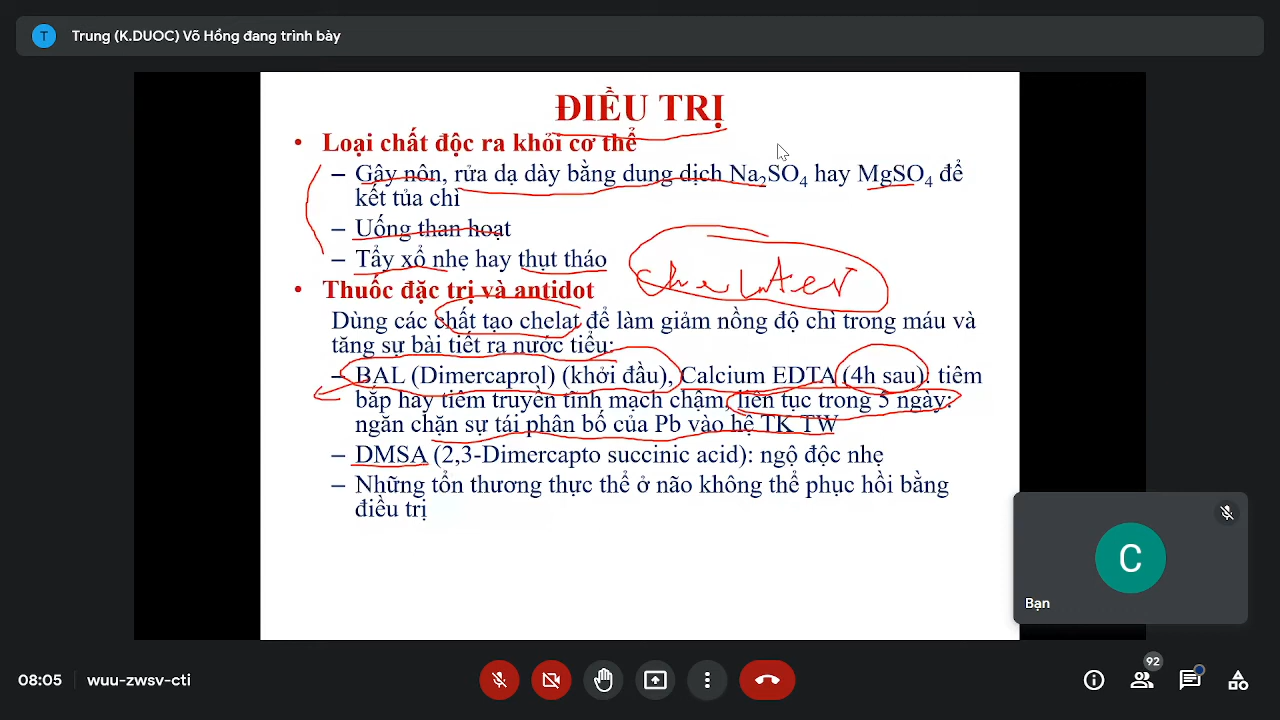 T Trung (K.DUOC) Võ Hồng đang trình bày
ĐIỀU TRỊ
• Loại chất độc ra khỏi cơ thể
– Gây nôn, rửa dạ dày bằng dung dịch Na₂SO₄ hay MgSO₄ để
kết tủa chì
– Uống than hoạt
– Tẩy xổ nhẹ hay thụt tháo
• Thuốc đặc trị và antidot
Dùng các chất tạo chelat để làm giảm nồng độ chì trong máu và
tăng sự bài tiết ra nước tiểu:
– BAL (Dimercaprol) (khởi đầu), Calcium EDTA (4h sau): tiêm
bắp hay tiêm truyền tĩnh mạch chậm, liên tục trong 5 ngày:
ngăn chặn sự tái phân bố của Pb vào hệ TK TW
– DMSA (2,3-Dimercapto succinic acid): ngộ độc nhẹ
– Những tổn thương thực thể ở não không thể phục hồi bằng
điều trị
C
Bạn
08:05 wuu-zwsv-cti
92